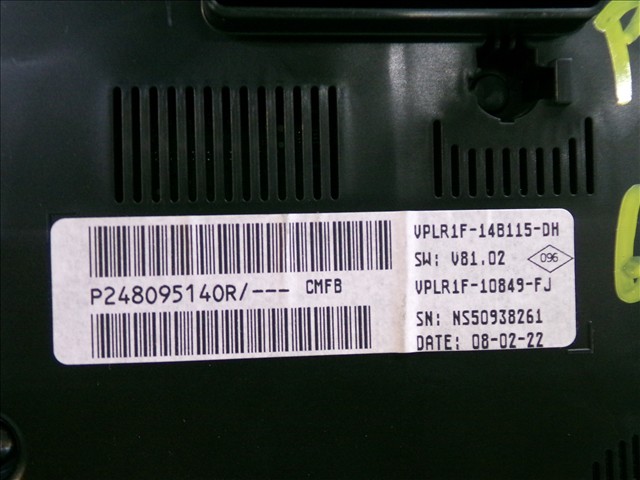 VPLR1F-14B115-DH
SW: V81.02
096
P248095140R/--- CMFB
VPLR1F-10849-FJ
SN: NS50938261
DATE: 08-02-22